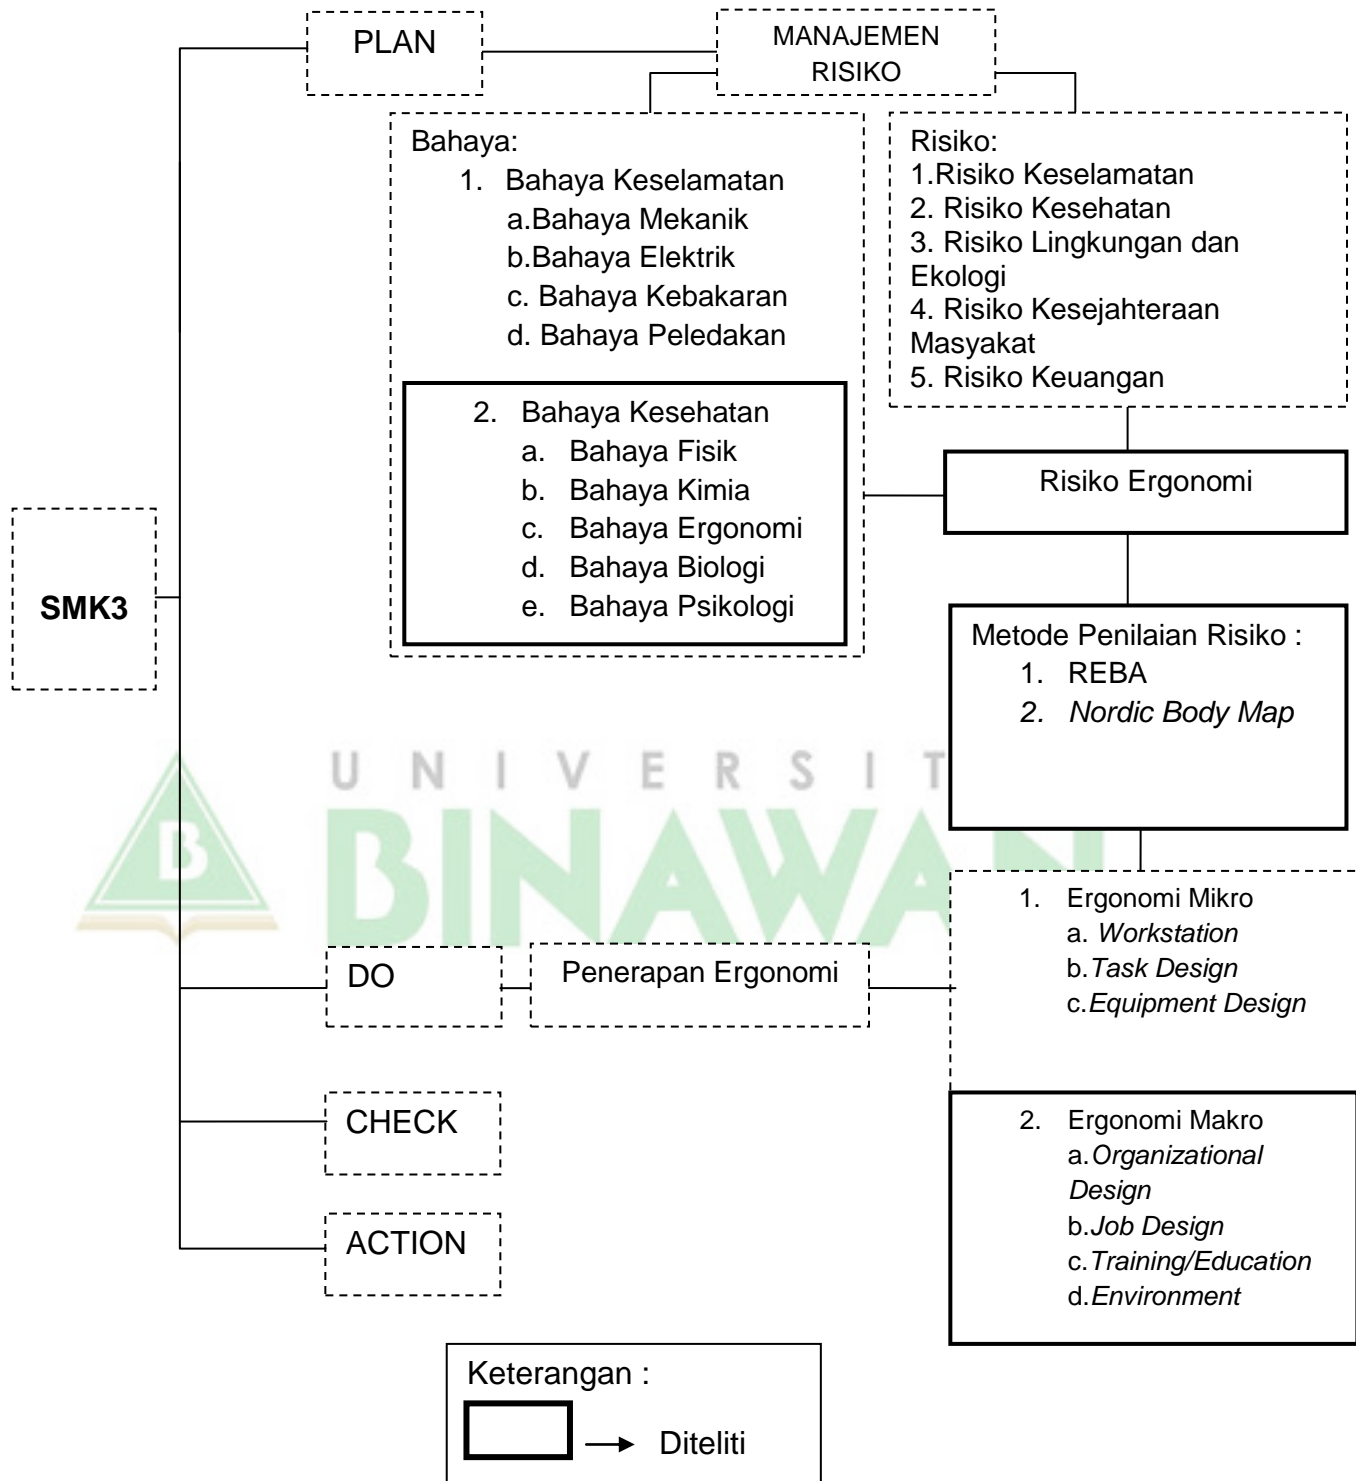 PLAN
MANAJEMEN
RISIKO
Bahaya:
1. Bahaya Keselamatan
a.Bahaya Mekanik
b.Bahaya Elektrik
c. Bahaya Kebakaran
d. Bahaya Peledakan
2. Bahaya Kesehatan
a. Bahaya Fisik
b. Bahaya Kimia
c. Bahaya Ergonomi
d. Bahaya Biologi
e. Bahaya Psikologi
Risiko:
1.Risiko Keselamatan
2. Risiko Kesehatan
3. Risiko Lingkungan dan
Ekologi
4. Risiko Kesejahteraan
Masyakat
5. Risiko Keuangan
Risiko Ergonomi
SMK3
Metode Penilaian Risiko :
1. REBA
2. Nordic Body Map
UNIVERSIT
B
BINAWAN
1. Ergonomi Mikro
a. Workstation
b.Task Design
c.Equipment Design
DO
Penerapan Ergonomi
CHECK
2. Ergonomi Makro
a.Organizational
Design
b.Job Design
c.Training/Education
d.Environment
ACTION
Keterangan :
Diteliti